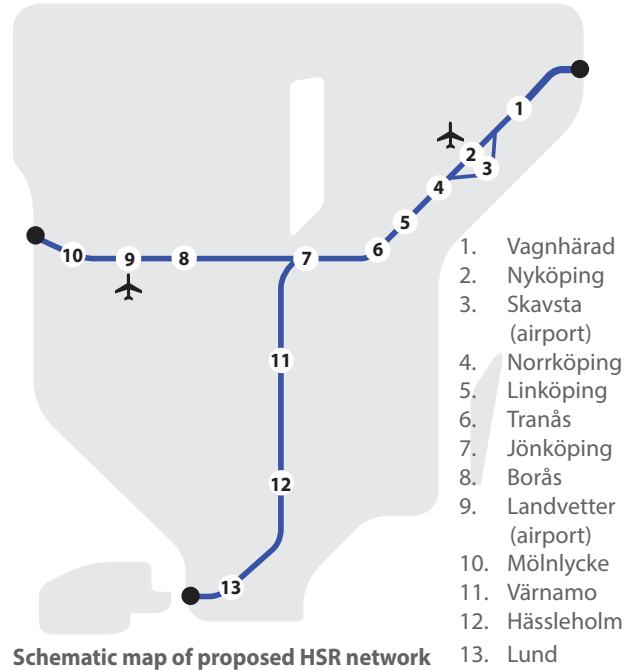 1
2
3
4
5
6
7
8
9
10
11
12
13
1. Vagnhärad
2. Nyköping
3. Skavsta
(airport)
4. Norrköping
5. Linköping
6. Tranås
7. Jönköping
8. Borås
9. Landvetter
(airport)
10. Mölnlycke
11. Värnamo
12. Hässleholm
13. Lund
Schematic map of proposed HSR network